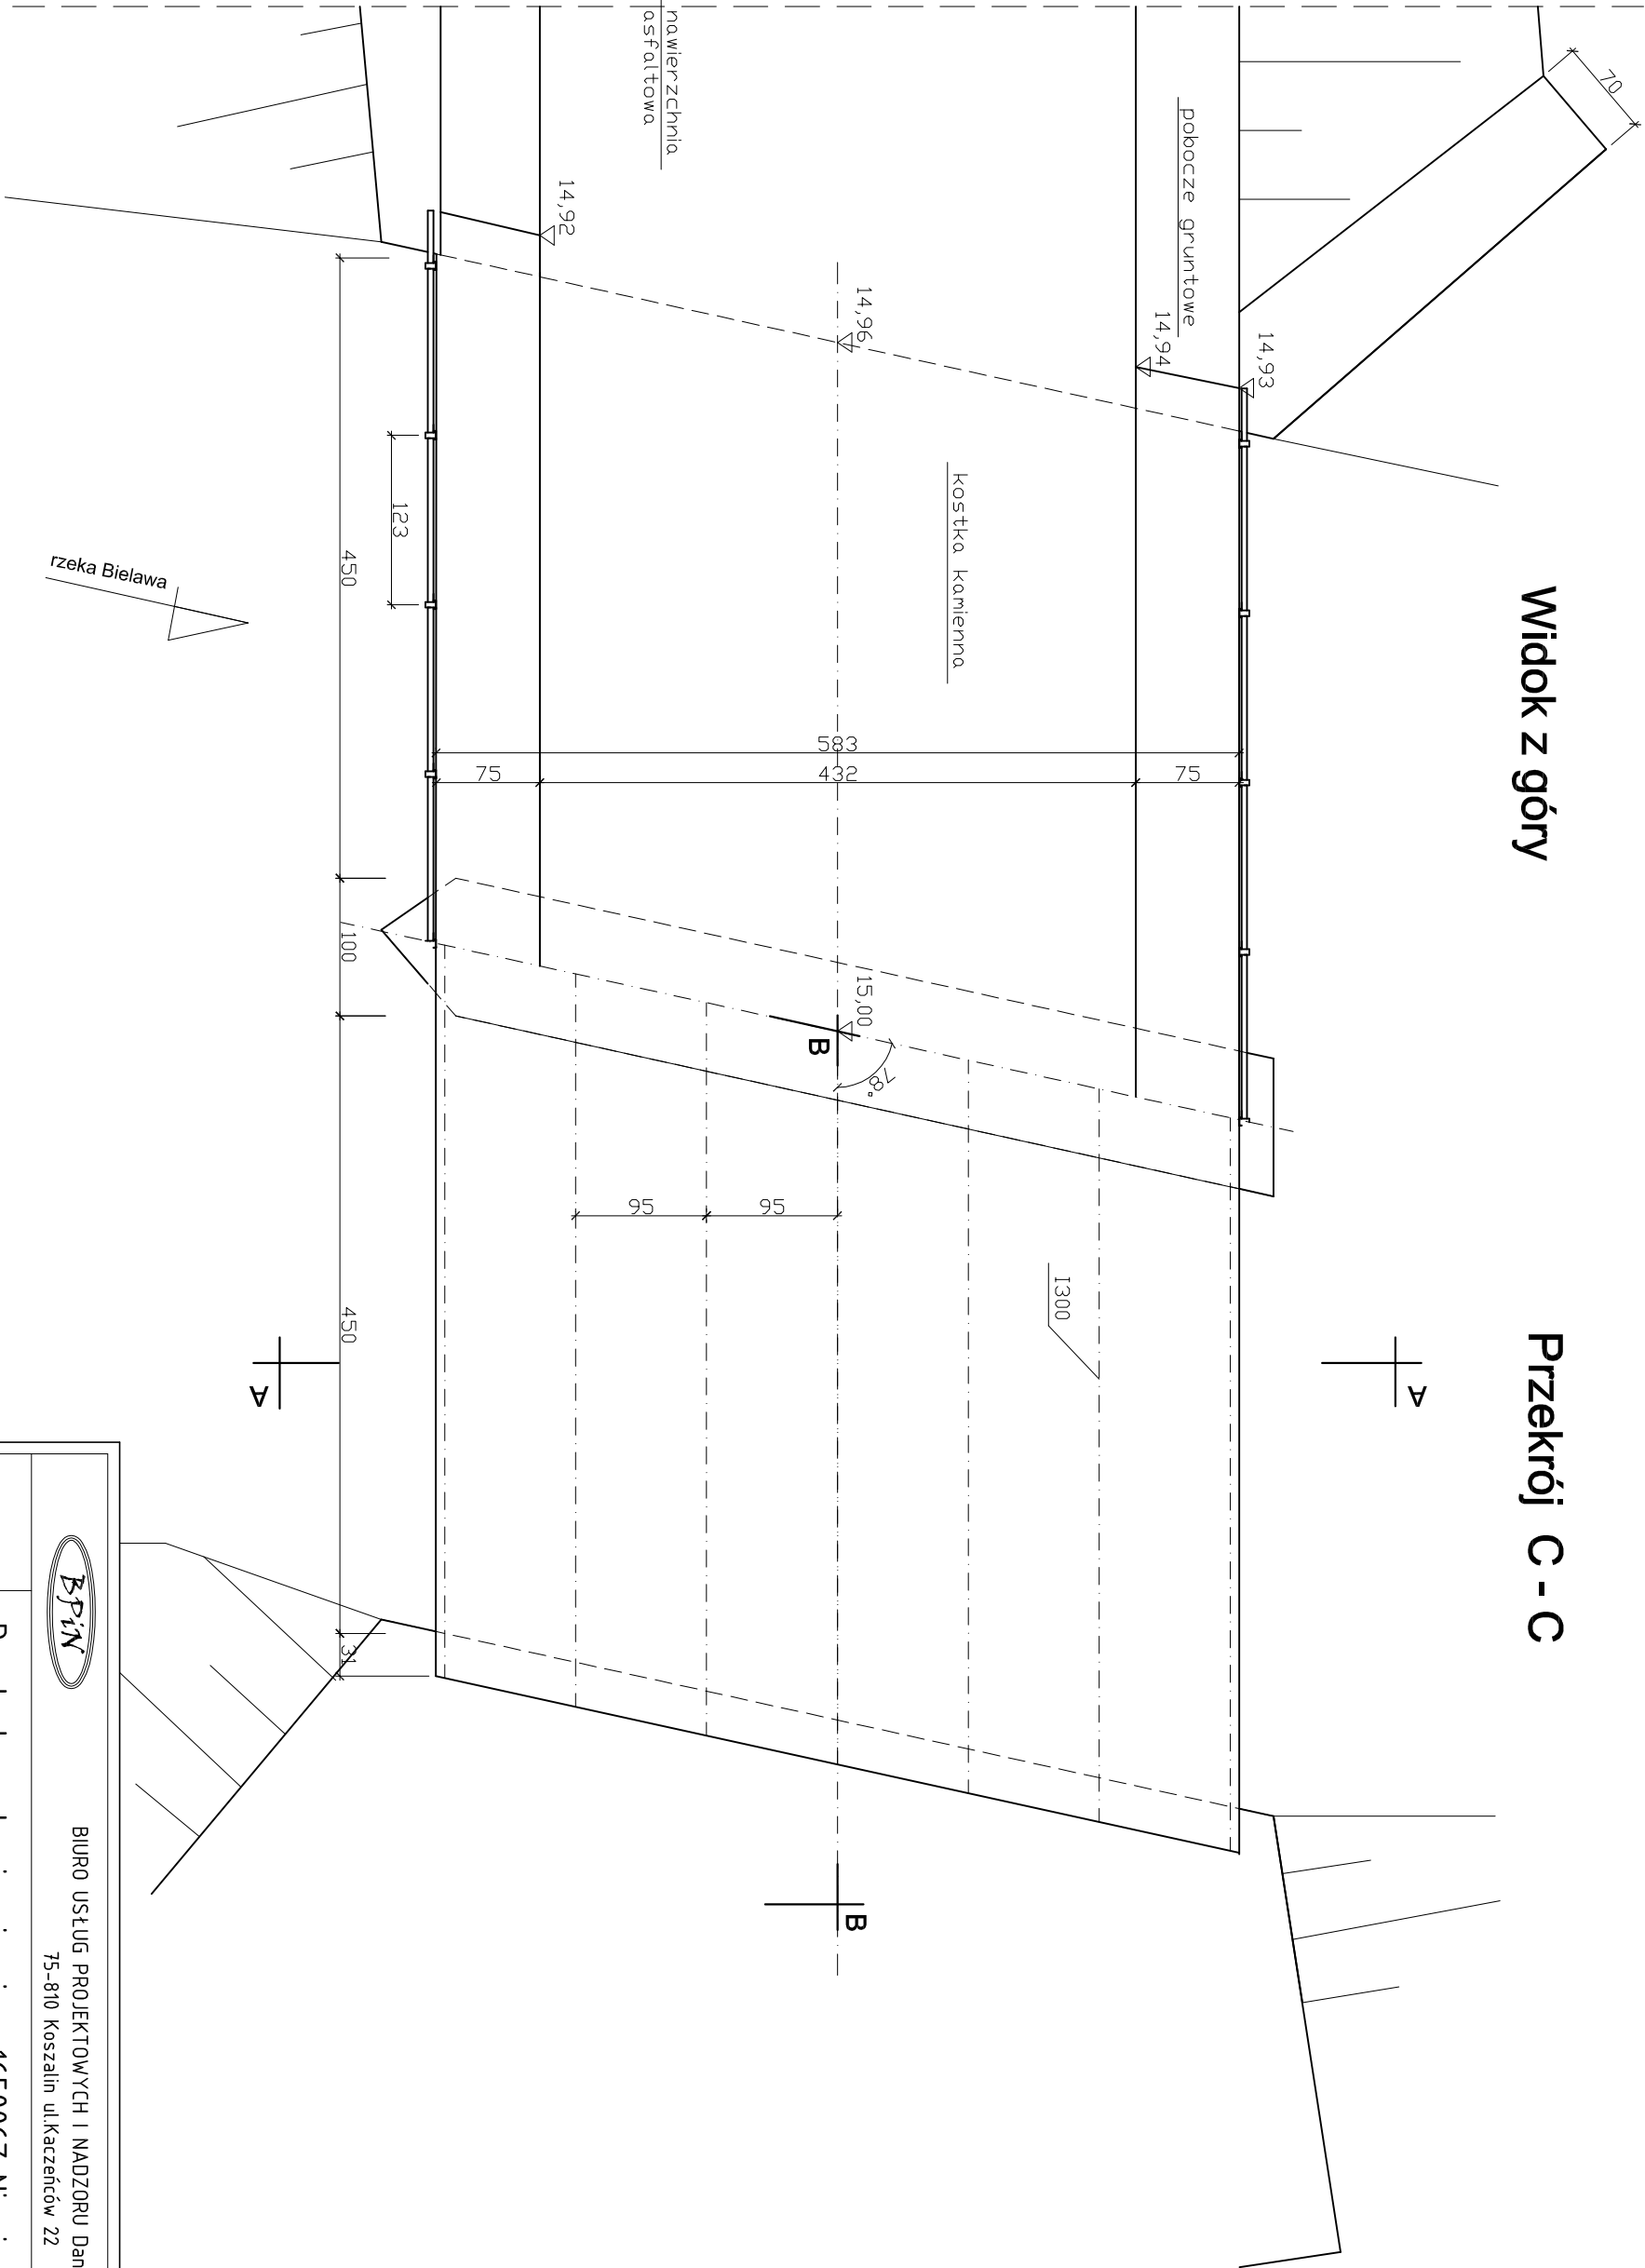 Widok z góry
Przekrój C - C
70
pobocze gruntowe
14,93
14,94
nawierzchnia
asfaltowa
14,92
14,96
kostka kamienna
583
75
432
75
123
450
100
450
31
rzeka Bielawa
15,00
B
78°
95
95
I300
A
A
B
BPiN
BIURO USŁUG PROJEKTOWYCH I NADZORU Dan
75-810 Koszalin ul.Kaczeńców 22